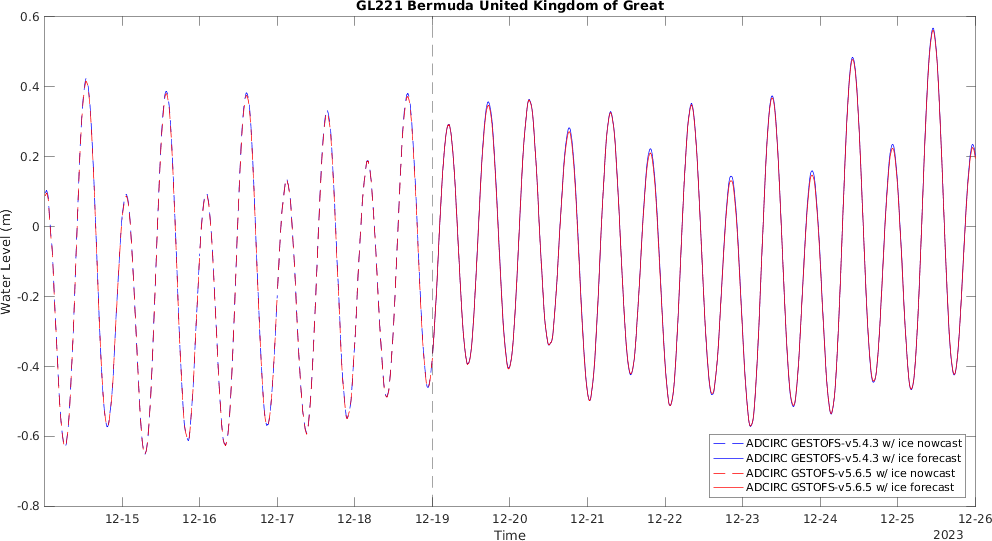 GL221 Bermuda United Kingdom of Great
0.6
0.4
0.2
0
-0.2
-0.4
-0.6
-0.8
Water Level (m)
12-15 12-16 12-17 12-18 12-19 12-20 12-21 12-22 12-23 12-24 12-25 12-26
Time
2023
ADCIRC GESTOFS-v5.4.3 w/ ice nowcast
ADCIRC GESTOFS-v5.4.3 w/ ice forecast
ADCIRC GSTOFS-v5.6.5 w/ ice nowcast
ADCIRC GSTOFS-v5.6.5 w/ ice forecast